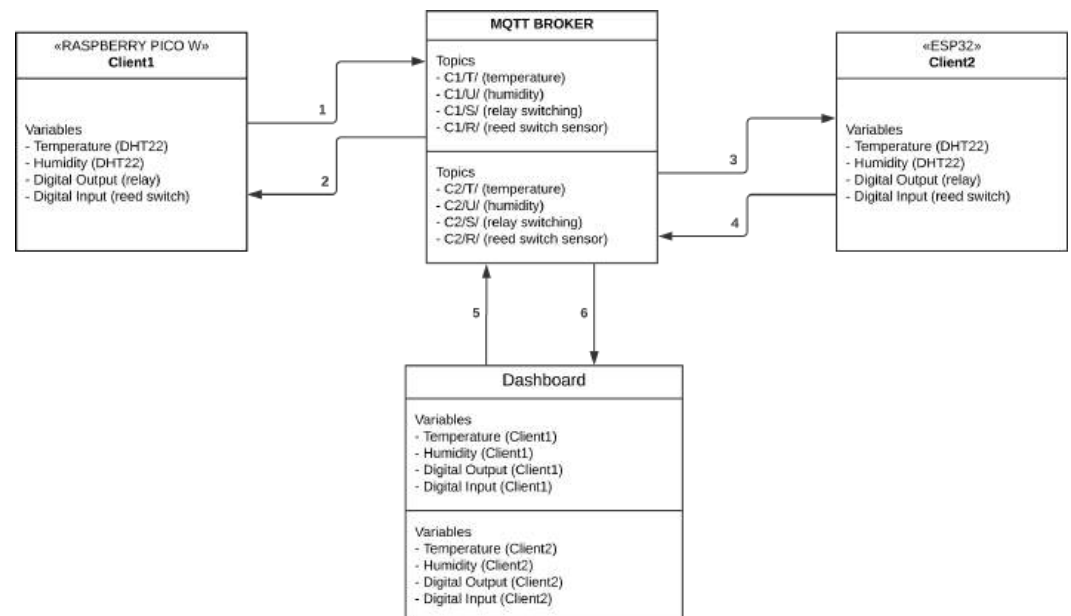 «RASPBERRY PICO W»
Client1
Variables
- Temperature (DHT22)
- Humidity (DHT22)
- Digital Output (relay)
- Digital Input (reed switch)
1
2
MQTT BROKER
Topics
- C1/T/ (temperature)
- C1/U/ (humidity)
- C1/S/ (relay switching)
- C1/R/ (reed switch sensor)
Topics
- C2/T/ (temperature)
- C2/U/ (humidity)
- C2/S/ (relay switching)
- C2/R/ (reed switch sensor)
3
4
«ESP32»
Client2
Variables
- Temperature (DHT22)
- Humidity (DHT22)
- Digital Output (relay)
- Digital Input (reed switch)
5
6
Dashboard
Variables
- Temperature (Client1)
- Humidity (Client1)
- Digital Output (Client1)
- Digital Input (Client1)
Variables
- Temperature (Client2)
- Humidity (Client2)
- Digital Output (Client2)
- Digital Input (Client2)